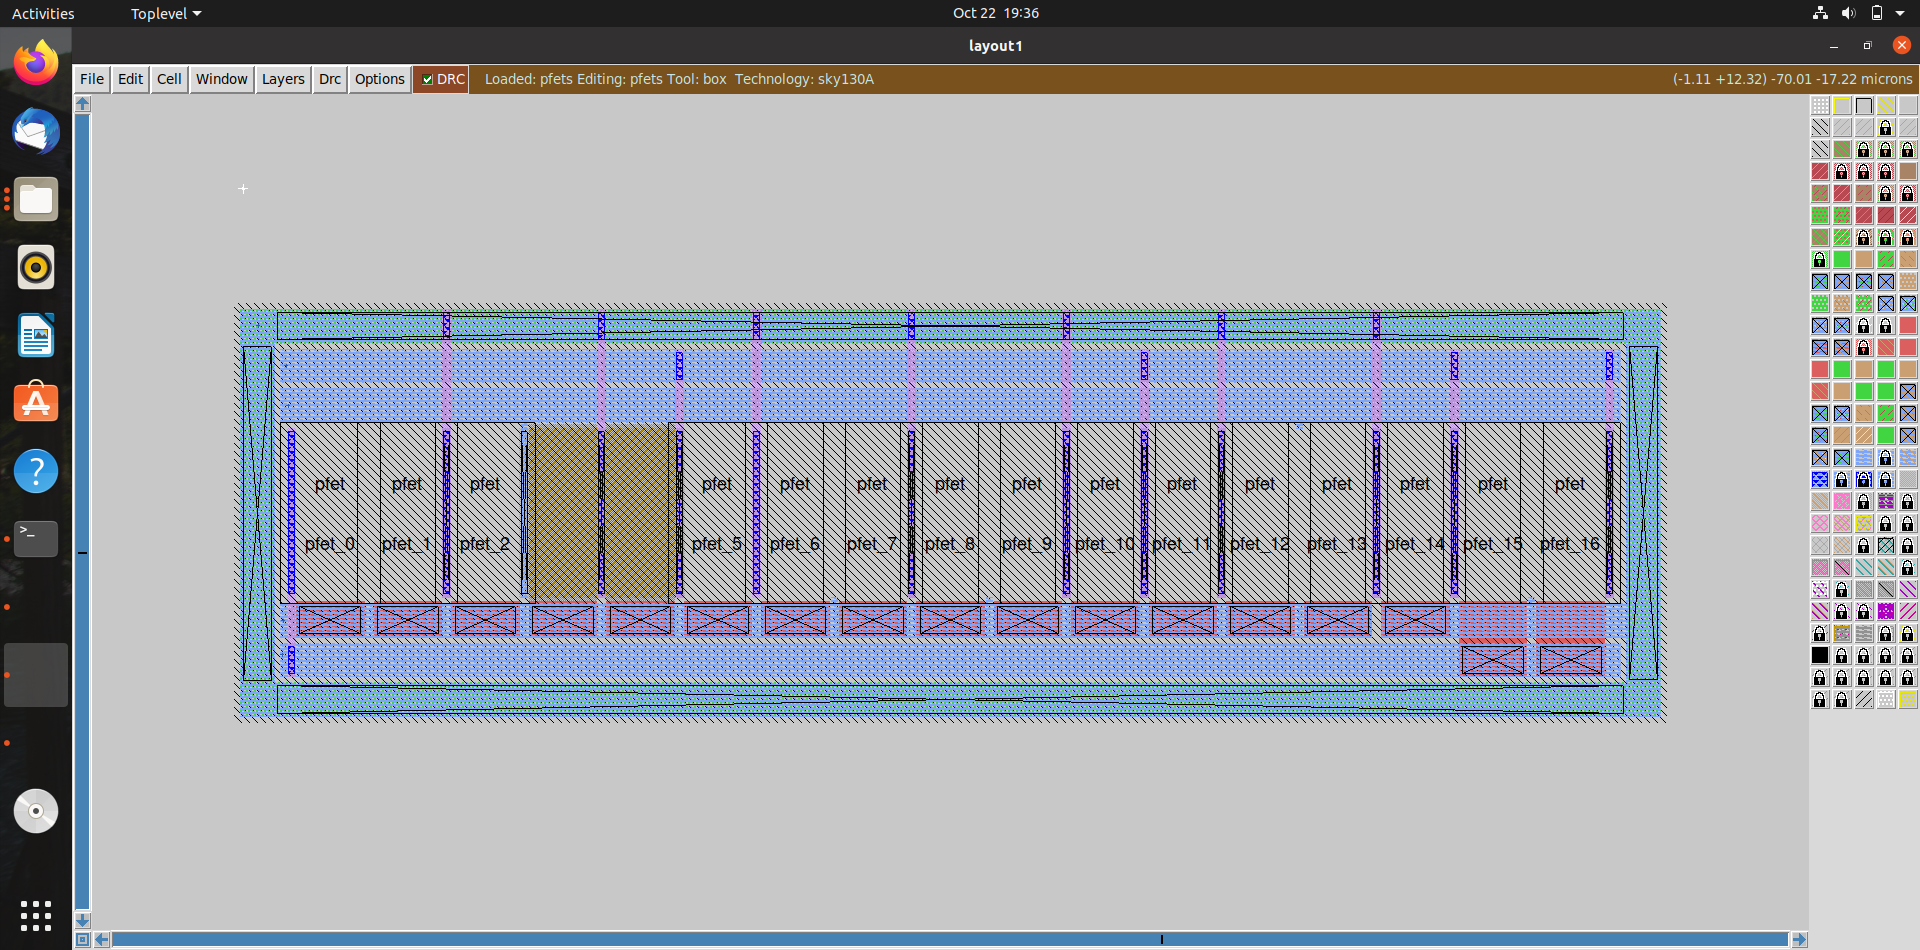 Activities Toplevel Oct 22 19:36
layout1
File Edit Cell Window Layers Drc Options DRC Loaded: pfets Editing: pfets Tool: box Technology: sky130A (-1.11 +12.32) -70.01 -17.22 microns
pfet pfet pfet pfet pfet pfet pfet pfet pfet pfet pfet pfet pfet pfet pfet
pfet_0 pfet_1 pfet_2 pfet_5 pfet_6 pfet_7 pfet_8 pfet_9 pfet_10 pfet_11 pfet_12 pfet_13 pfet_14 pfet_15 pfet_16